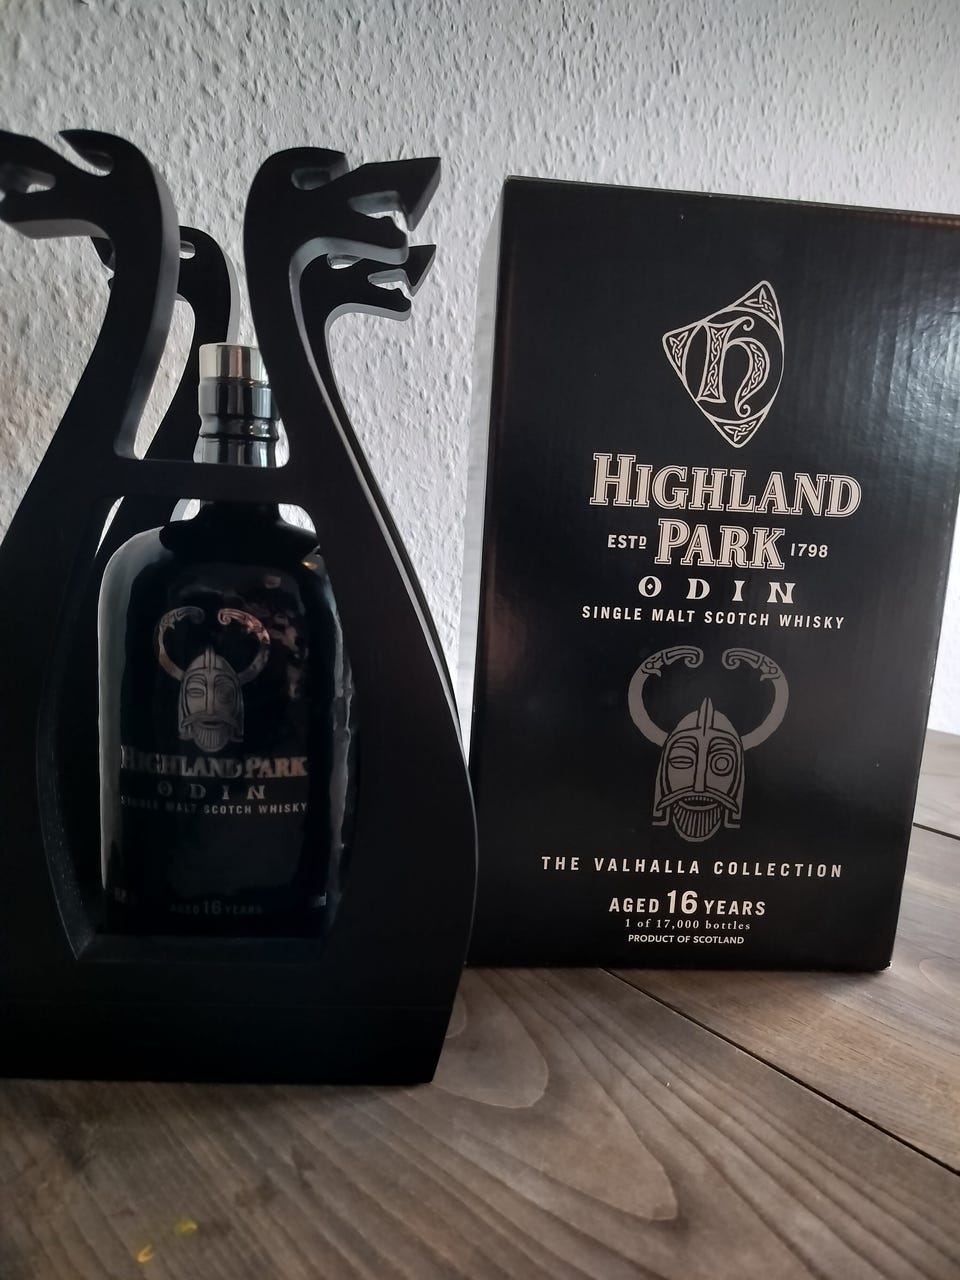 HIGHLAND PARK
ODIN
SINGLE MALT SCOTCH WHISKY
AGED 16 YEARS
H
HIGHLAND
ESTD PARK 1798
ODIN
SINGLE MALT SCOTCH WHISKY
THE VALHALLA COLLECTION
AGED 16 YEARS
1 of 17,000 bottles
PRODUCT OF SCOTLAND